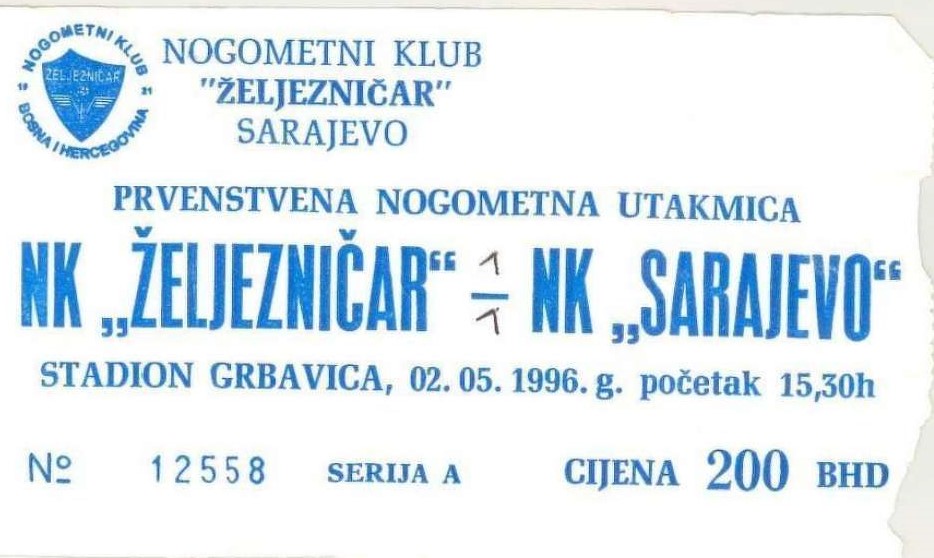 NOGOMETNI KLUB
19 ŽELJEZNIČAR 21
BOSNA I HERCEGOVINA
NOGOMETNI KLUB
"ŽELJEZNIČAR"
SARAJEVO
PRVENSTVENA NOGOMETNA UTAKMICA
NK „ŽELJEZNIČAR“ 1 – 1 NK „SARAJEVO“
STADION GRBAVICA, 02. 05. 1996. g. početak 15,30h
Nº 12558 SERIJA A CIJENA 200 BHD